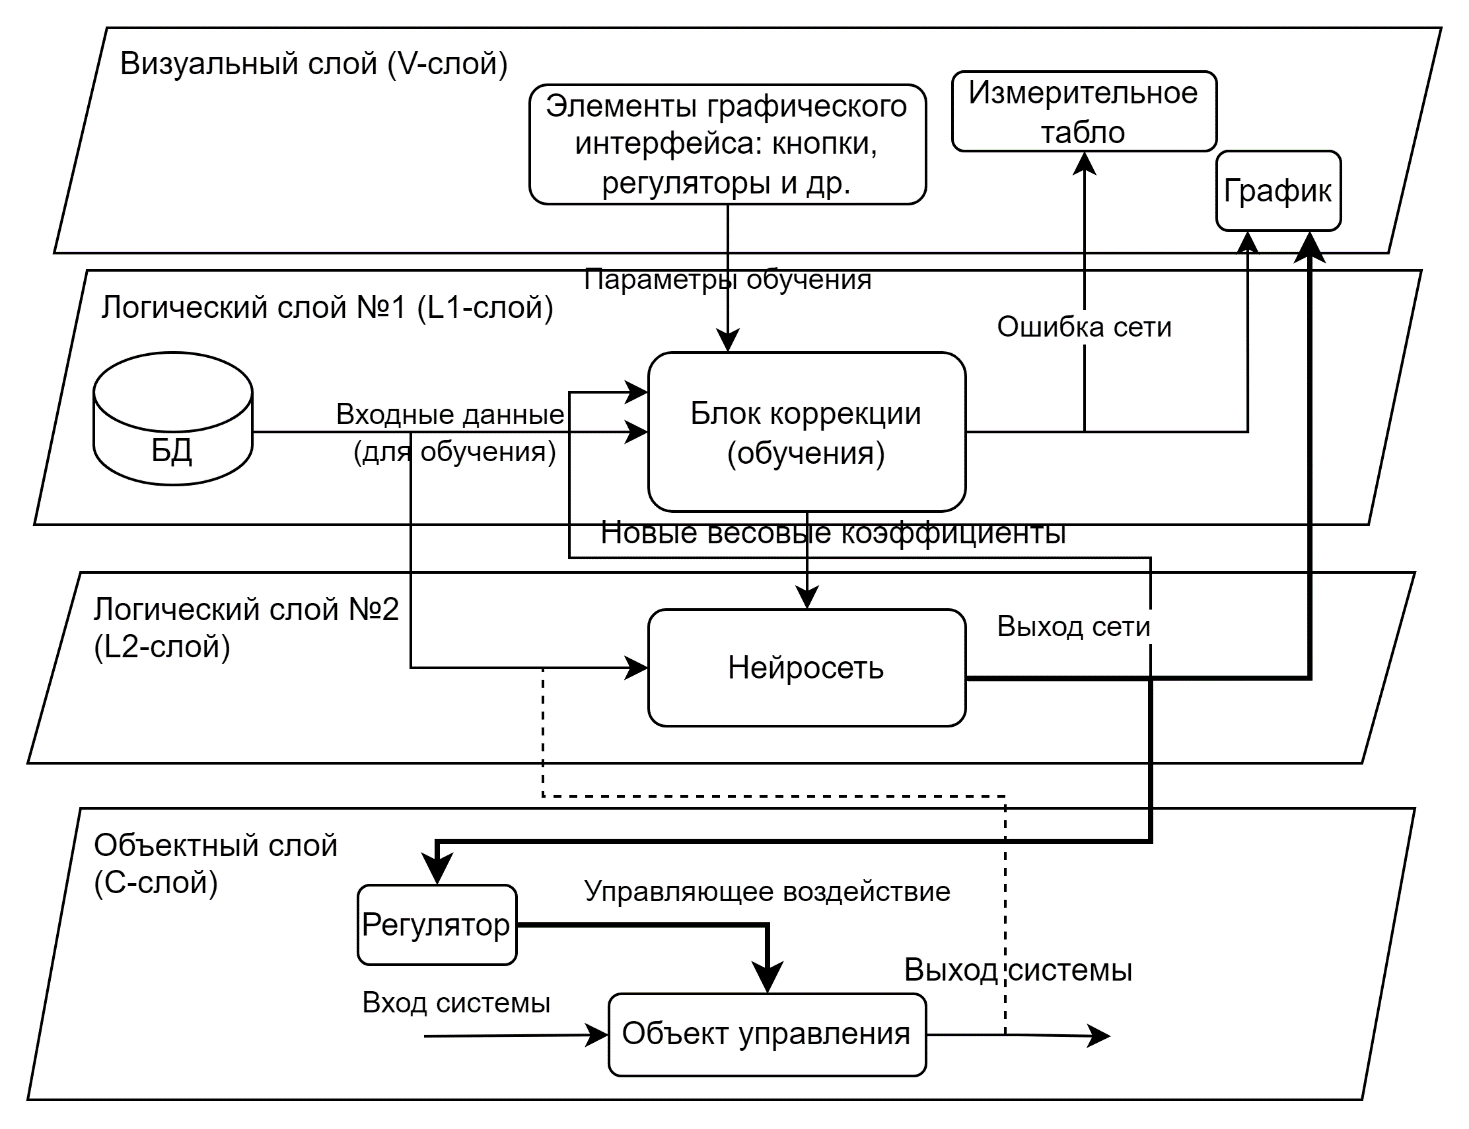 Визуальный слой (V-слой)
Элементы графического
интерфейса: кнопки,
регуляторы и др.
Измерительное
табло
График
Параметры обучения
Логический слой №1 (L1-слой)
Ошибка сети
БД
Входные данные
(для обучения)
Блок коррекции
(обучения)
Новые весовые коэффициенты
Логический слой №2
(L2-слой)
Нейросеть
Выход сети
Объектный слой
(C-слой)
Регулятор
Управляющее воздействие
Выход системы
Вход системы
Объект управления